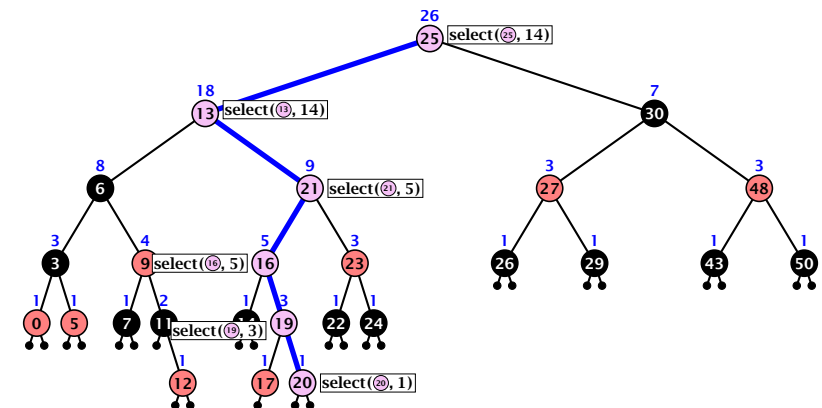 26
25 select(25, 14)
18 7
13 select(13, 14) 30
8 9 3 3
6 21 select(21, 5) 27 48
3 4 5 3 1 1 1 1
3 9 select(16, 5) 16 23 26 29 43 50
1 1 1 2 1 3 1 1
0 5 7 11 select(19, 3) 19 22 24
1 1 1
12 17 20 select(20, 1)